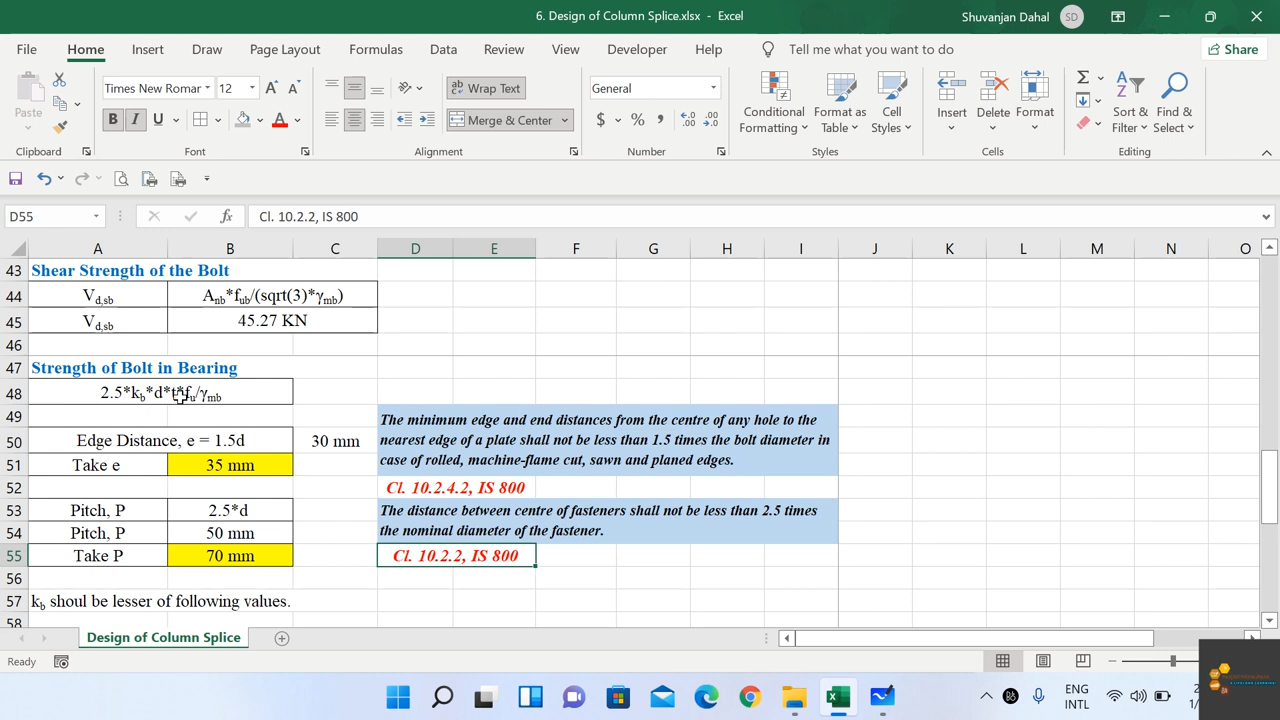 6. Design of Column Splice.xlsx - Excel
Shuvanjan Dahal SD
File Home Insert Draw Page Layout Formulas Data Review View Developer Help Tell me what you want to do Share
Paste
Times New Romar 12
Wrap Text
General
Conditional Formatting
Format as Table
Cell Styles
Insert Delete Format
Sort & Filter
Find & Select
B I U
Merge & Center
$ % ,
Clipboard Font Alignment Number Styles Cells Editing
D55 fx Cl. 10.2.2, IS 800
A B C D E F G H I J K L M N O
43 Shear Strength of the Bolt
44 Vd,sb Anb*fub/(sqrt(3)*γmb)
45 Vd,sb 45.27 KN
46
47 Strength of Bolt in Bearing
48 2.5*kb*d*t*fu/γmb
49 The minimum edge and end distances from the centre of any hole to the
50 Edge Distance, e = 1.5d 30 mm nearest edge of a plate shall not be less than 1.5 times the bolt diameter in
case of rolled, machine-flame cut, sawn and planed edges.
51 Take e 35 mm
52 Cl. 10.2.4.2, IS 800
53 Pitch, P 2.5*d The distance between centre of fasteners shall not be less than 2.5 times
54 Pitch, P 50 mm the nominal diameter of the fastener.
55 Take P 70 mm Cl. 10.2.2, IS 800
56
57 kb shoul be lesser of following values.
58
Design of Column Splice
Ready
ENG
INTL